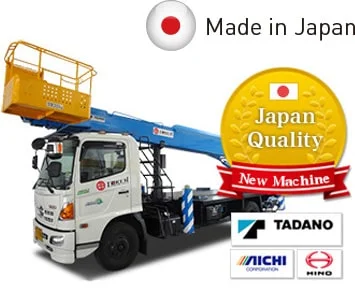 Made in Japan
Japan
Quality
New Machine
TADANO
AICHI
CORPORATION
HINO